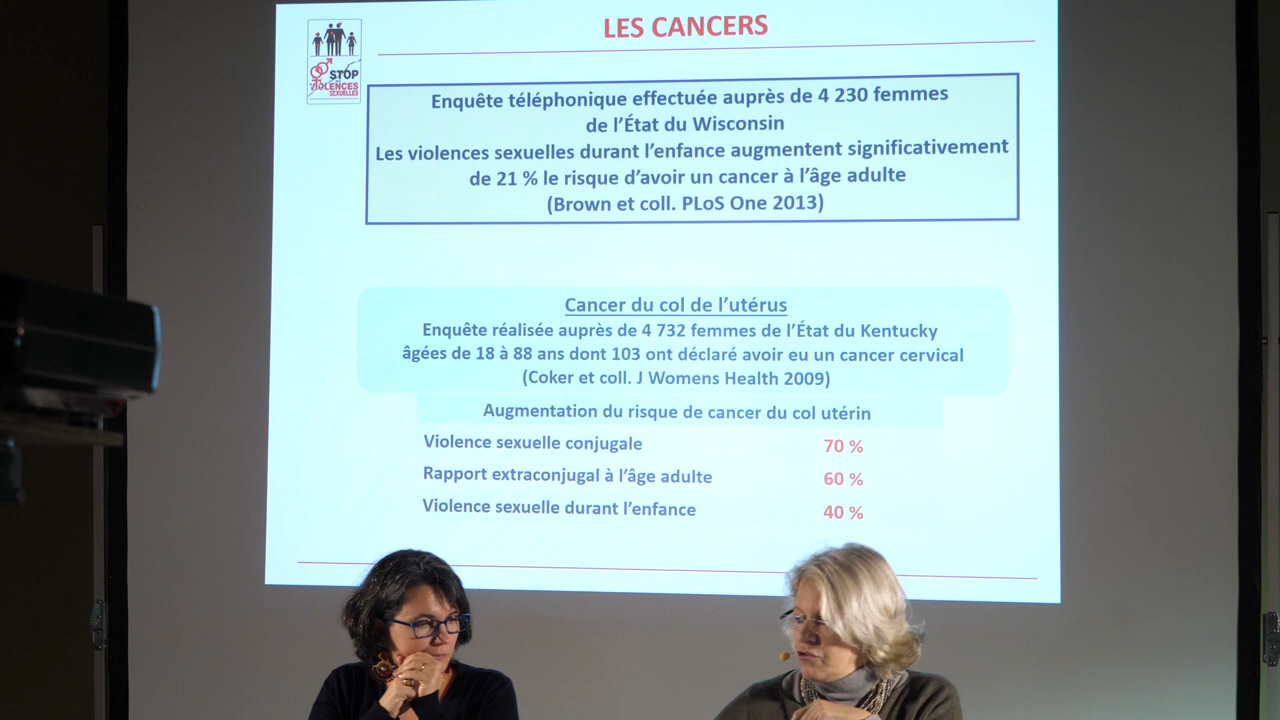 LES CANCERS
STOP
VIOLENCES
SEXUELLES
Enquête téléphonique effectuée auprès de 4 230 femmes
de l'État du Wisconsin
Les violences sexuelles durant l'enfance augmentent significativement
de 21 % le risque d'avoir un cancer à l'âge adulte
(Brown et coll. PLoS One 2013)
Cancer du col de l'utérus
Enquête réalisée auprès de 4 732 femmes de l'État du Kentucky
âgées de 18 à 88 ans dont 103 ont déclaré avoir eu un cancer cervical
(Coker et coll. J Womens Health 2009)
Augmentation du risque de cancer du col utérin
Violence sexuelle conjugale 70 %
Rapport extraconjugal à l'âge adulte 60 %
Violence sexuelle durant l'enfance 40 %